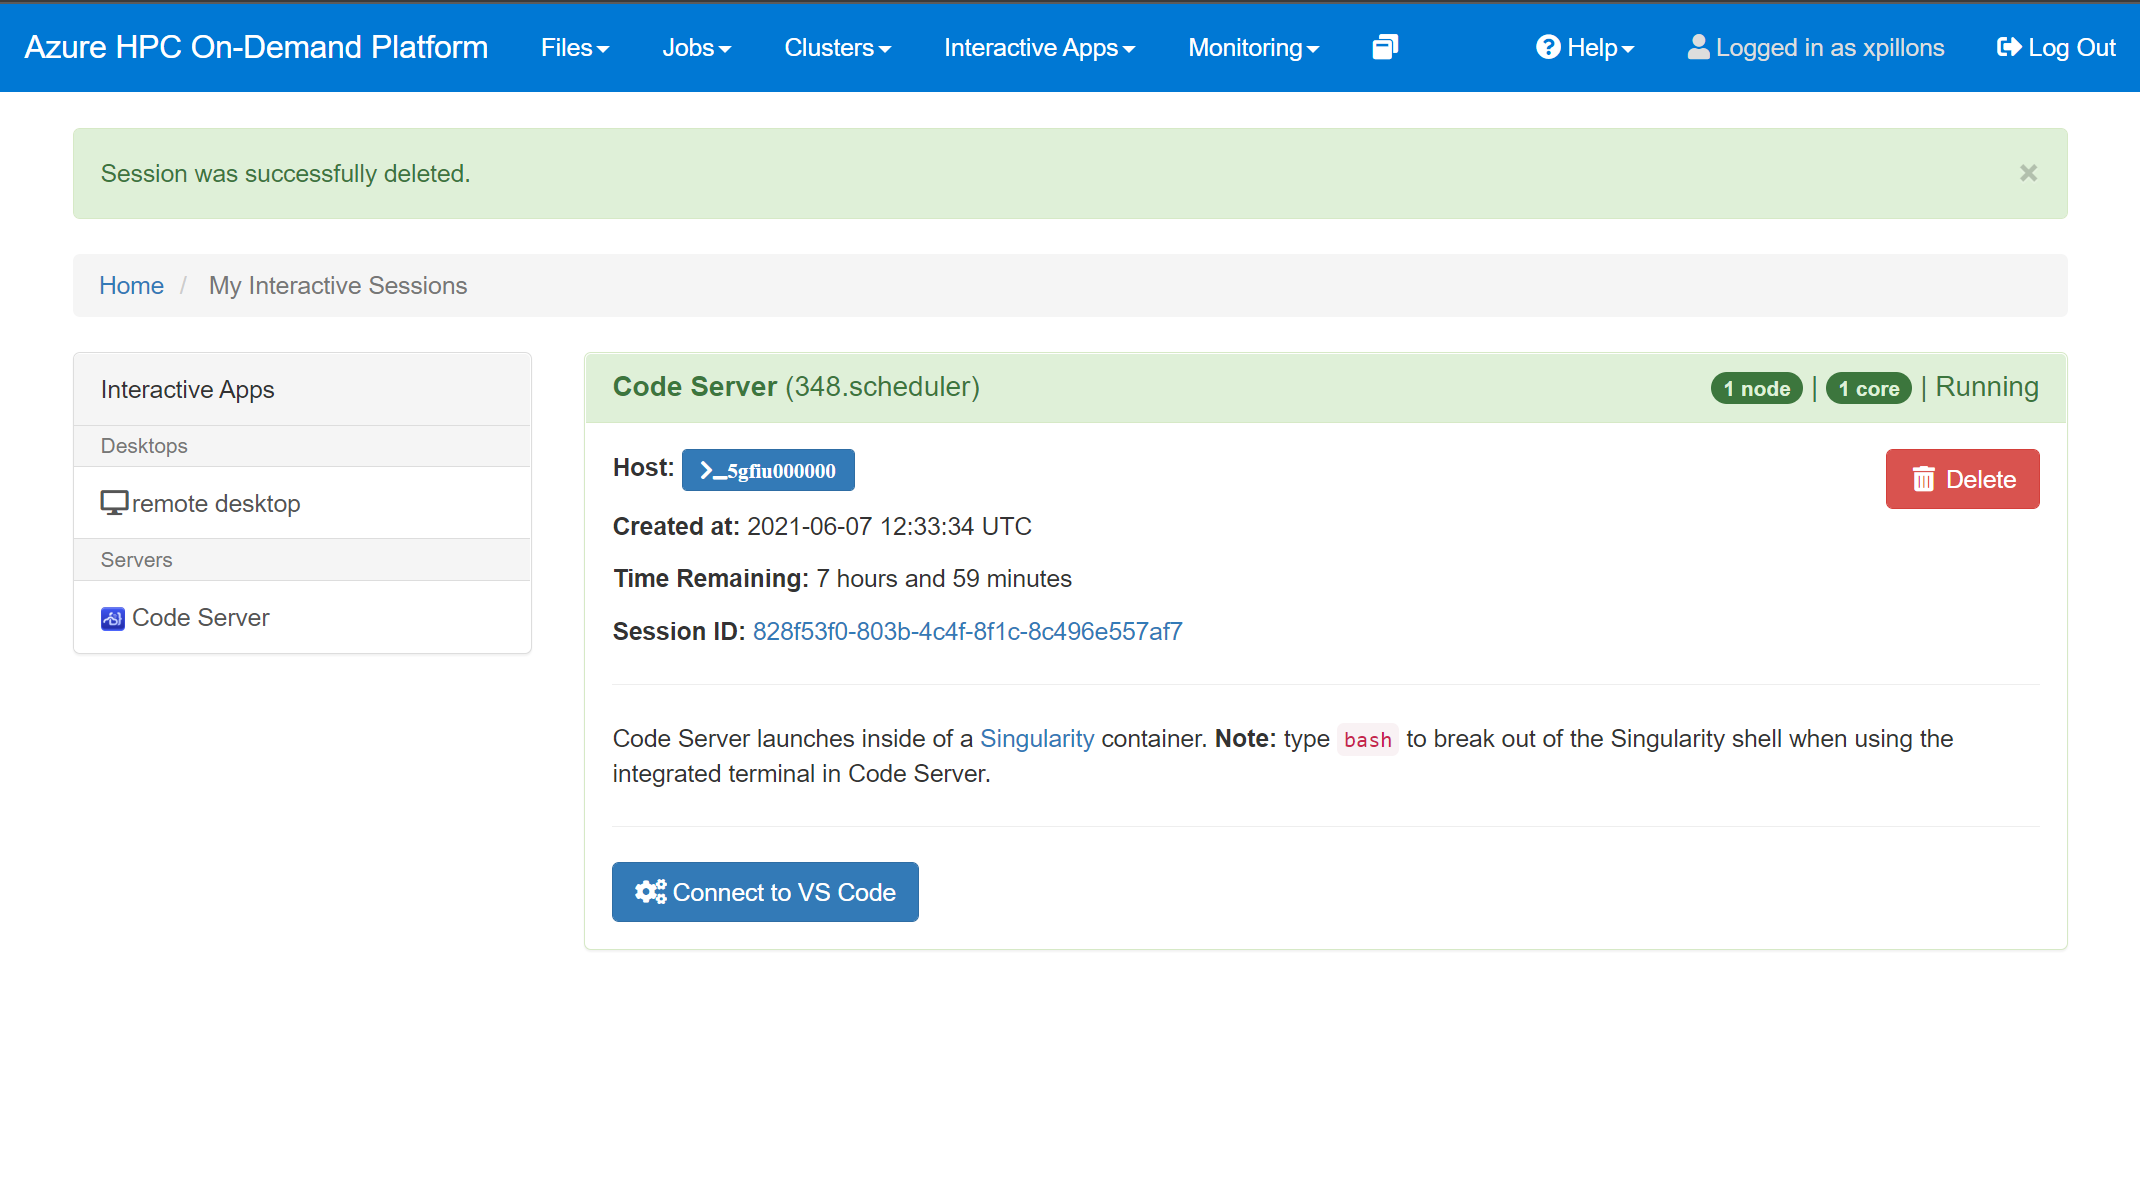 Azure HPC On-Demand Platform Files Jobs Clusters Interactive Apps Monitoring Help Logged in as xpillons Log Out
Session was successfully deleted. ×
Home / My Interactive Sessions
Interactive Apps
Desktops
remote desktop
Servers
Code Server
Code Server (348.scheduler) 1 node | 1 core | Running
Host: >_5gfiu000000
Delete
Created at: 2021-06-07 12:33:34 UTC
Time Remaining: 7 hours and 59 minutes
Session ID: 828f53f0-803b-4c4f-8f1c-8c496e557af7
Code Server launches inside of a Singularity container. Note: type bash to break out of the Singularity shell when using the
integrated terminal in Code Server.
Connect to VS Code